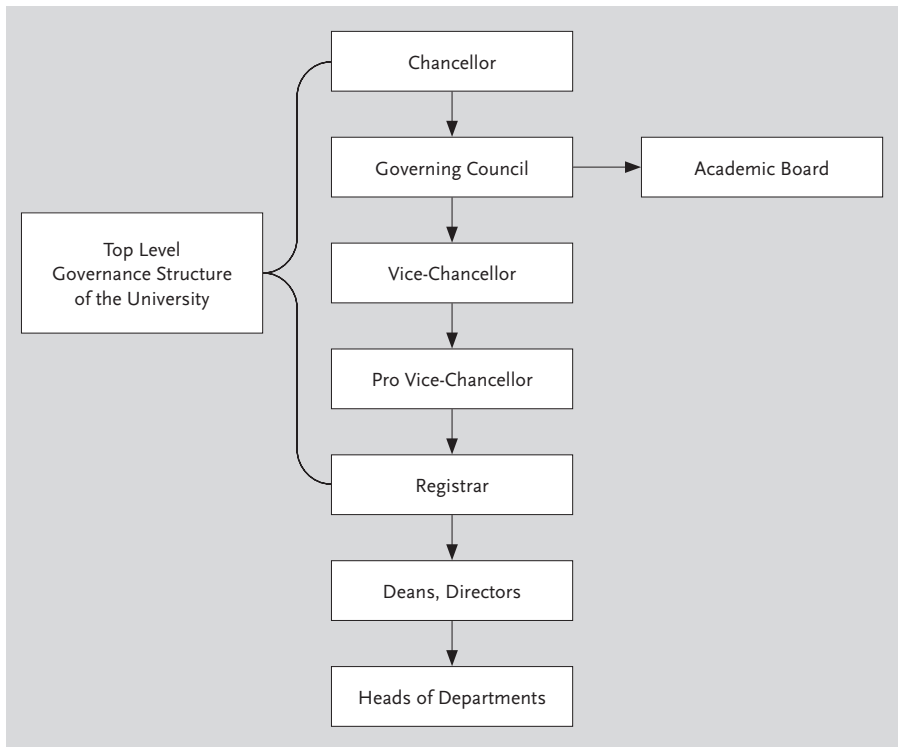 Chancellor
Governing Council
Academic Board
Top Level
Governance Structure
of the University
Vice-Chancellor
Pro Vice-Chancellor
Registrar
Deans, Directors
Heads of Departments